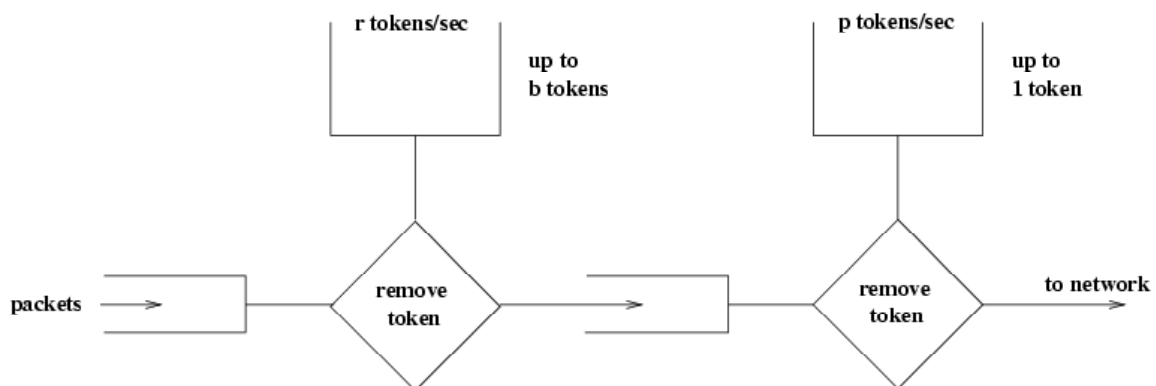 r tokens/sec
up to
b tokens
p tokens/sec
up to
1 token
packets
remove
token
remove
token
to network